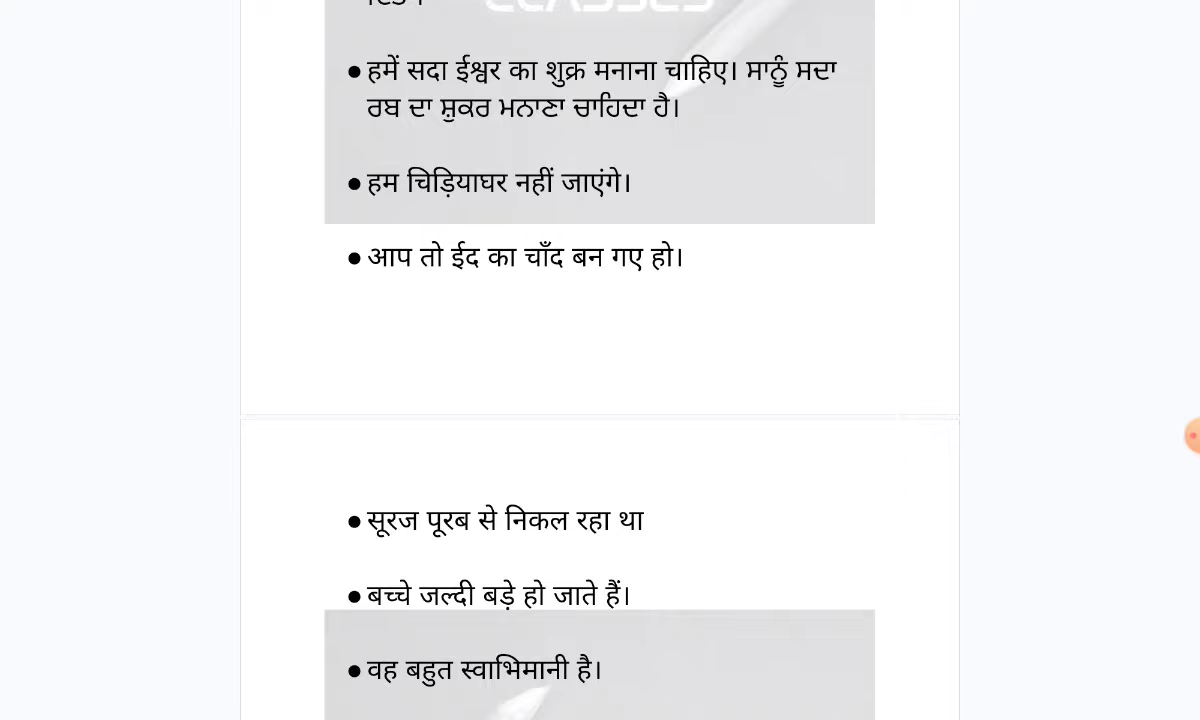 CLASSES
● हमें सदा ईश्वर का शुक्र मनाना चाहिए। ਸਾਨੂੰ ਸਦਾ
ਰਬ ਦਾ ਸ਼ੁਕਰ ਮਨਾਣਾ ਚਾਹਿਦਾ ਹੈ।
● हम चिड़ियाघर नहीं जाएंगे।
● आप तो ईद का चाँद बन गए हो।
● सूरज पूरब से निकल रहा था
● बच्चे जल्दी बड़े हो जाते हैं।
● वह बहुत स्वाभिमानी है।